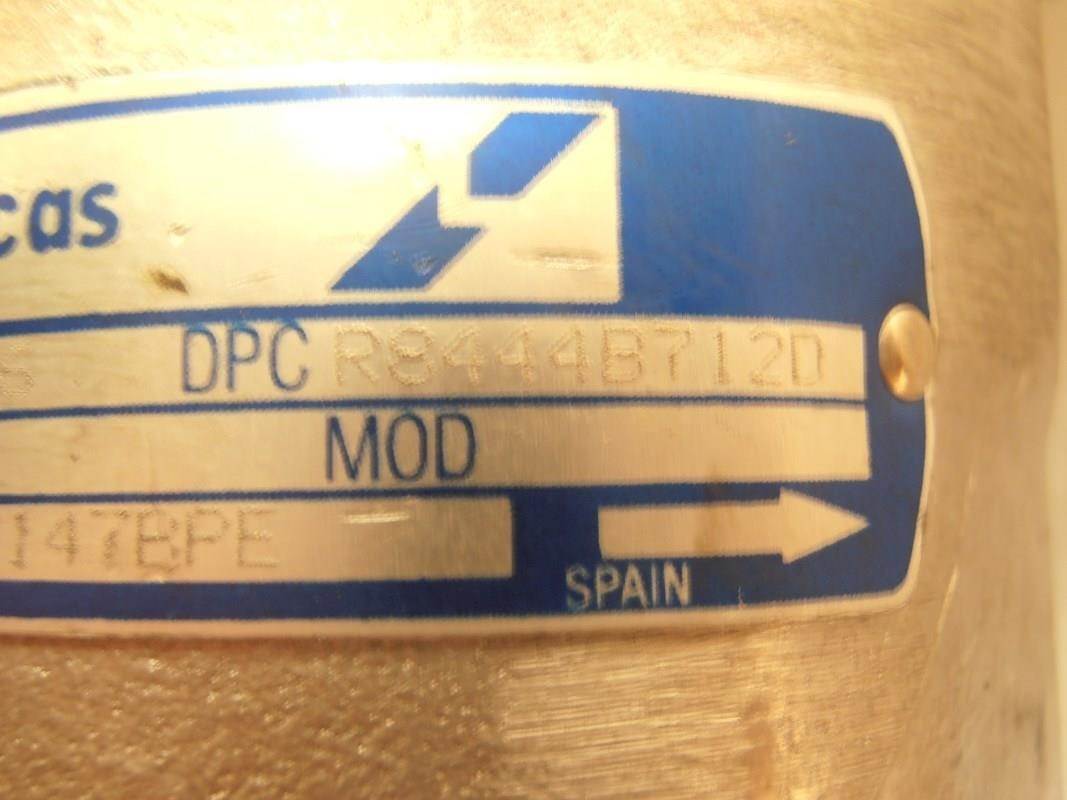 cas
DPC R8444B712D
MOD
147BPE
SPAIN